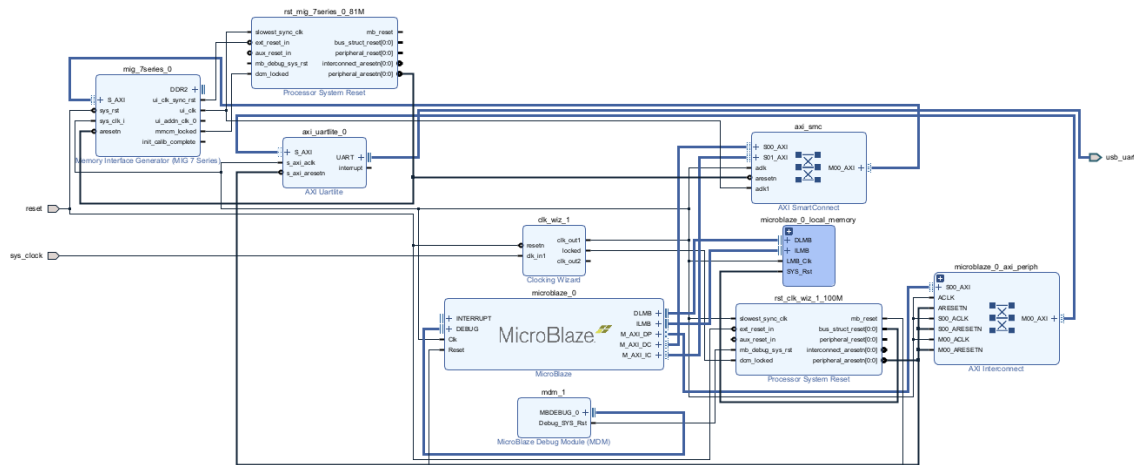 rst_mig_7series_0_81M
slowest_sync_clk
ext_reset_in
aux_reset_in
mb_debug_sys_rst
dcm_locked
mb_reset
bus_struct_reset[0:0]
peripheral_reset[0:0]
interconnect_aresetn[0:0]
peripheral_aresetn[0:0]
Processor System Reset
mig_7series_0
S_AXI
sys_rst
sys_clk_i
aresetn
DDR2
ui_clk_sync_rst
ui_clk
ui_addn_clk_0
mmcm_locked
init_calib_complete
Memory Interface Generator (MIG 7 Series)
axi_uartlite_0
S_AXI
s_axi_aclk
s_axi_aresetn
UART
interrupt
AXI Uartlite
axi_smc
S00_AXI
S01_AXI
aclk
aresetn
aclk1
M00_AXI
AXI SmartConnect
usb_uart
reset
sys_clock
clk_wiz_1
resetn
clk_in1
clk_out1
locked
clk_out2
Clocking Wizard
microblaze_0_local_memory
DLMB
ILMB
LMB_Clk
SYS_Rst
microblaze_0
INTERRUPT
DEBUG
Clk
Reset
MicroBlaze
DLMB
ILMB
M_AXI_DP
M_AXI_DC
M_AXI_IC
MicroBlaze
rst_clk_wiz_1_100M
slowest_sync_clk
ext_reset_in
aux_reset_in
mb_debug_sys_rst
dcm_locked
mb_reset
bus_struct_reset[0:0]
peripheral_reset[0:0]
interconnect_aresetn[0:0]
peripheral_aresetn[0:0]
Processor System Reset
microblaze_0_axi_periph
S00_AXI
ACLK
ARESETN
S00_ACLK
S00_ARESETN
M00_ACLK
M00_ARESETN
M00_AXI
AXI Interconnect
mdm_1
MBDEBUG_0
Debug_SYS_Rst
MicroBlaze Debug Module (MDM)